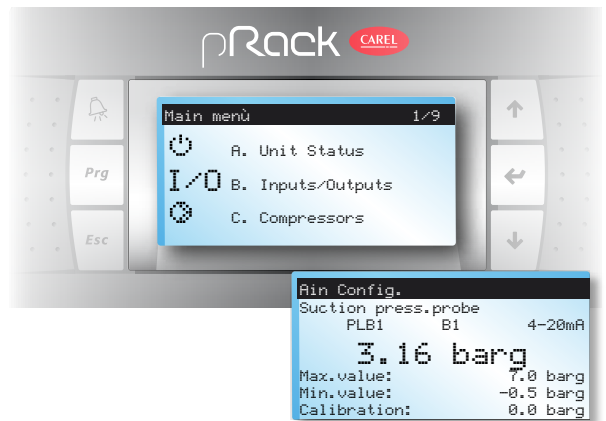 pRack CAREL
Main menù 1/9
A. Unit Status
I/O B. Inputs/Outputs
C. Compressors
Prg
Esc
Ain Config.
Suction press.probe
PLB1 B1 4-20mA
3.16 barg
Max.value: 7.0 barg
Min.value: -0.5 barg
Calibration: 0.0 barg